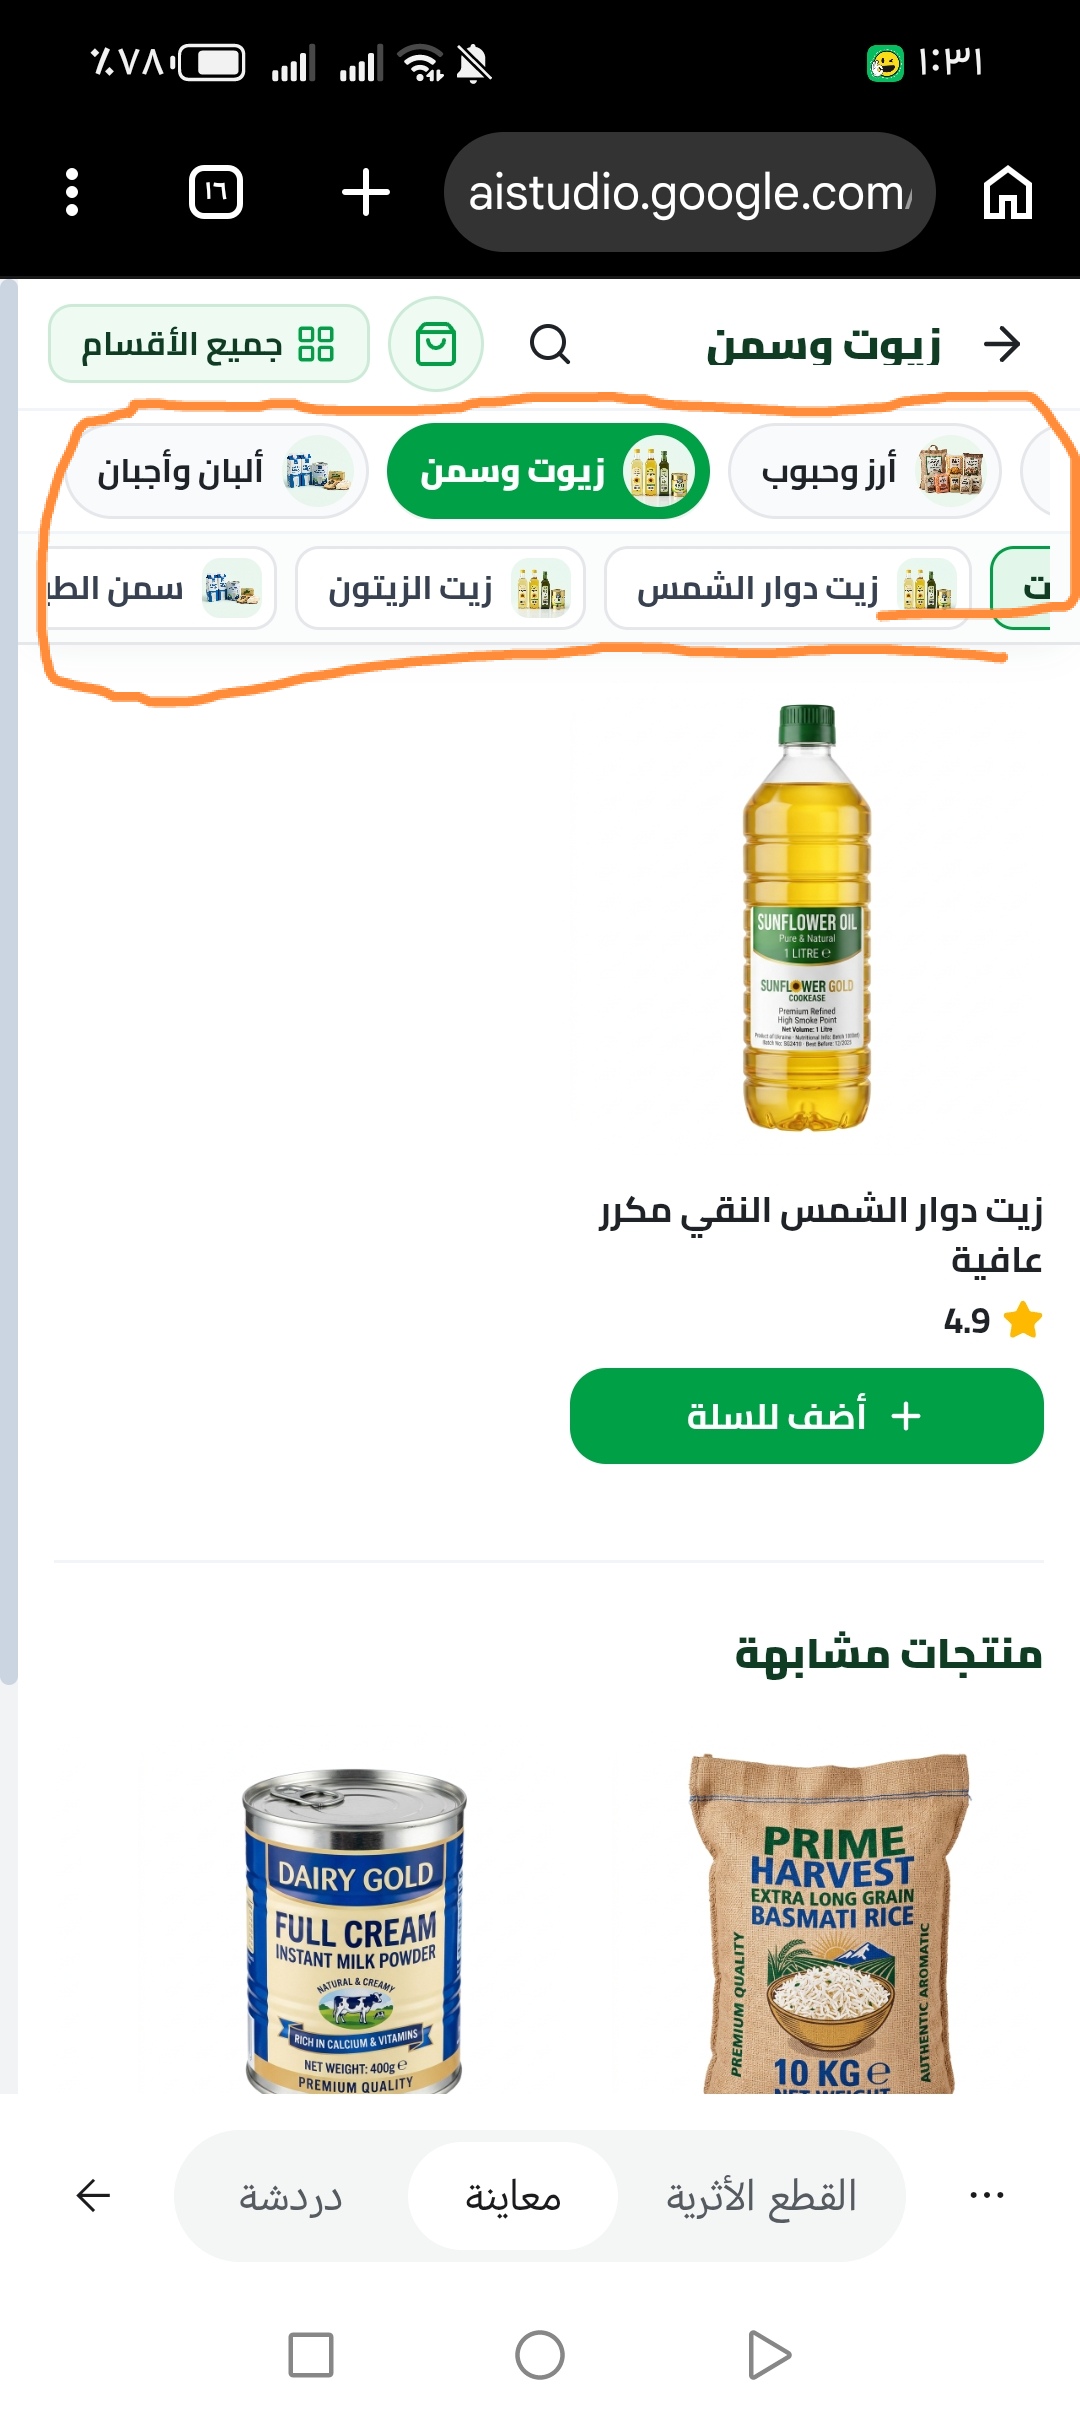 ٪٧٨
١:٣١
١٦
aistudio.google.com/
زيوت وسمن
جميع الأقسام
أرز وحبوب
زيوت وسمن
ألبان وأجبان
ت
زيت دوار الشمس
زيت الزيتون
سمن الطب
SUNFLOWER OIL
Pure & Natural
1 LITRE ℮
SUNFLOWER GOLD
COOKEASE
Premium Refined
High Smoke Point
Net Volume: 1 Litre
زيت دوار الشمس النقي مكرر
عافية
4.9
أضف للسلة
منتجات مشابهة
PRIME
HARVEST
EXTRA LONG GRAIN
BASMATI RICE
PREMIUM QUALITY
AUTHENTIC AROMATIC
10 KG ℮
NET WEIGHT
DAIRY GOLD
FULL CREAM
INSTANT MILK POWDER
NATURAL & CREAMY
RICH IN CALCIUM & VITAMINS
NET WEIGHT: 400g ℮
PREMIUM QUALITY
القطع الأثرية
معاينة
دردشة